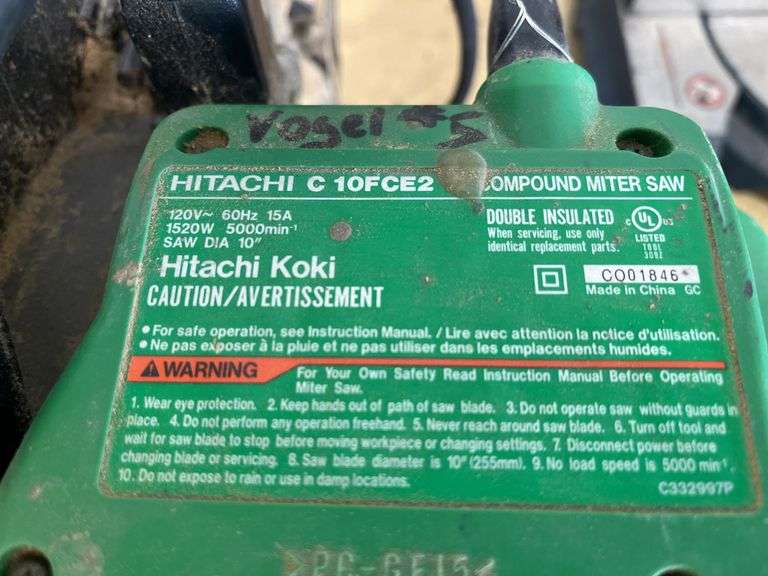 Vogel #5
HITACHI C 10FCE2 COMPOUND MITER SAW
120V~ 60Hz 15A
1520W 5000min-1
SAW DIA 10"
Hitachi Koki
CAUTION/AVERTISSEMENT
DOUBLE INSULATED
When servicing, use only
identical replacement parts.
C UL US
LISTED
TOOL
308Z
CO01846*
Made in China GC
• For safe operation, see Instruction Manual. / Lire avec attention la notice d'utilisation.
• Ne pas exposer à la pluie et ne pas utiliser dans les emplacements humides.
WARNING For Your Own Safety Read Instruction Manual Before Operating
Miter Saw.
1. Wear eye protection. 2. Keep hands out of path of saw blade. 3. Do not operate saw without guards in
place. 4. Do not perform any operation freehand. 5. Never reach around saw blade. 6. Turn off tool and
wait for saw blade to stop before moving workpiece or changing settings. 7. Disconnect power before
changing blade or servicing. 8. Saw blade diameter is 10" (255mm). 9. No load speed is 5000 min-1.
10. Do not expose to rain or use in damp locations.
C332997P
>PC-GF15<